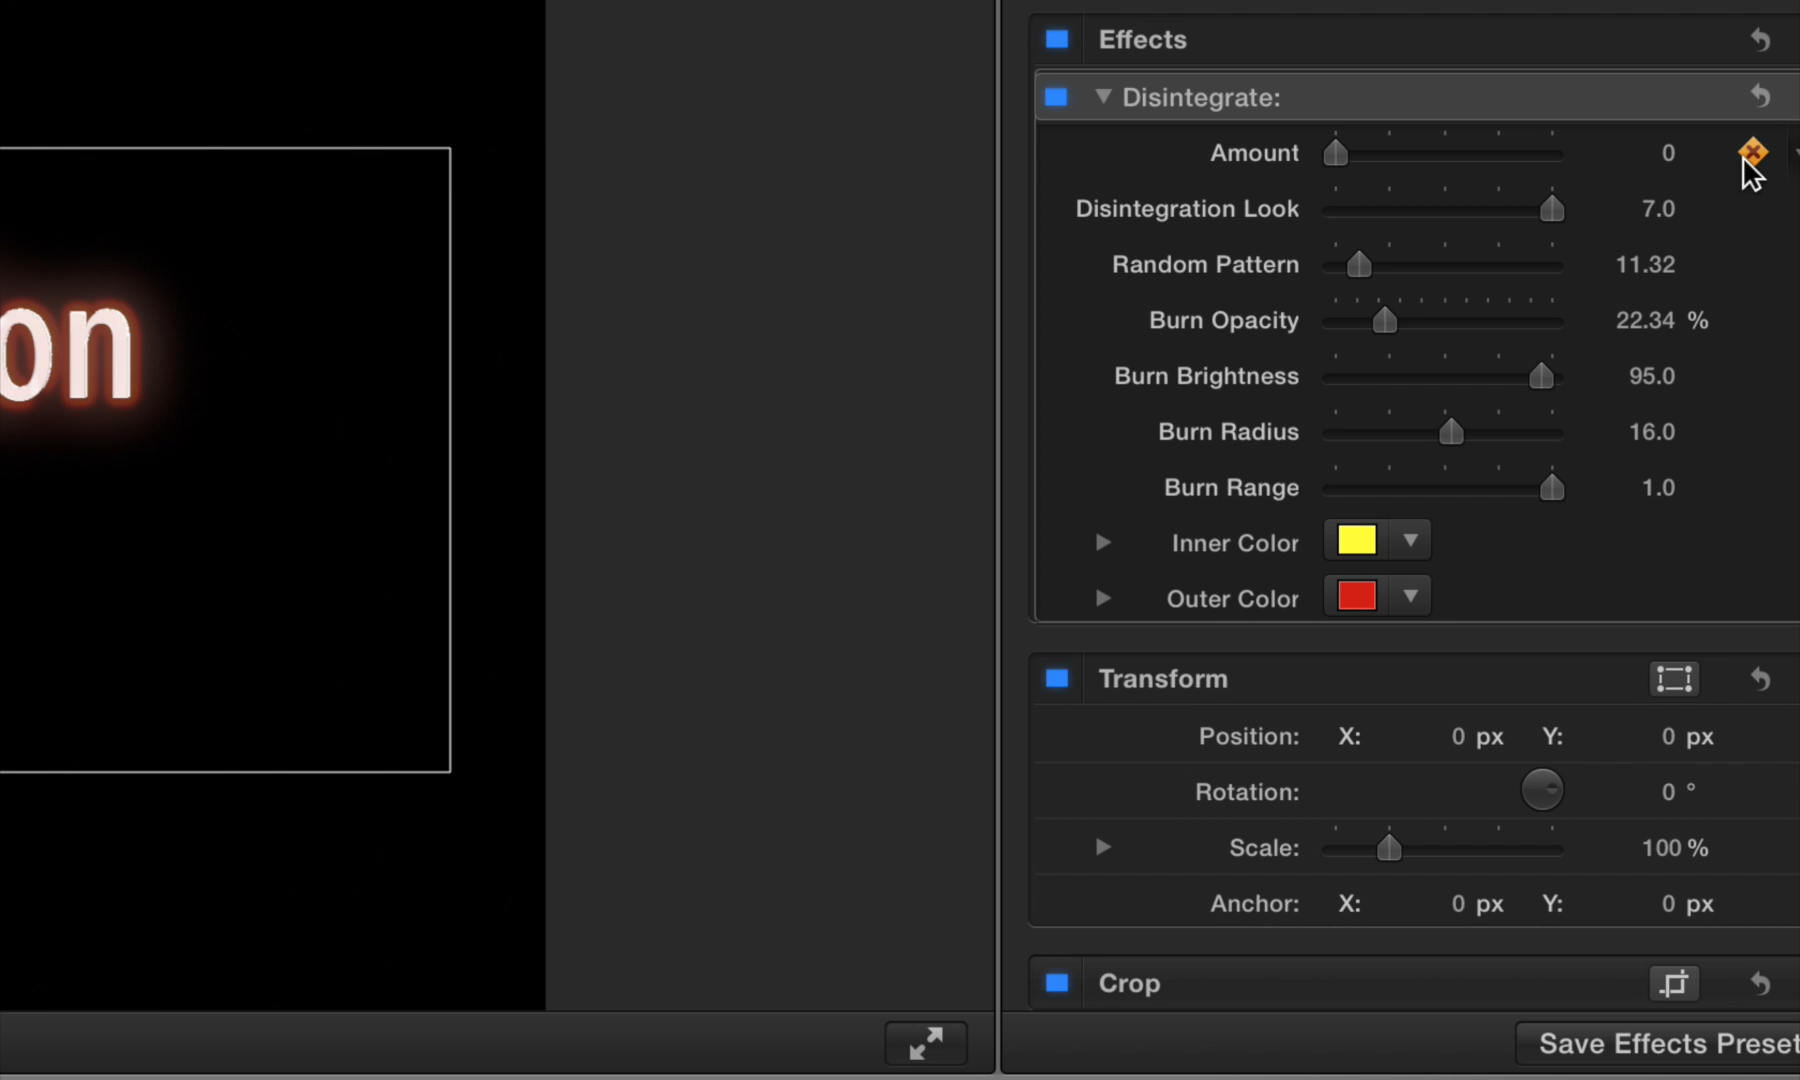 on
Effects
Disintegrate:
Amount 0
Disintegration Look 7.0
Random Pattern 11.32
Burn Opacity 22.34 %
Burn Brightness 95.0
Burn Radius 16.0
Burn Range 1.0
Inner Color
Outer Color
Transform
Position: X: 0 px Y: 0 px
Rotation: 0 °
Scale: 100 %
Anchor: X: 0 px Y: 0 px
Crop
Save Effects Preset